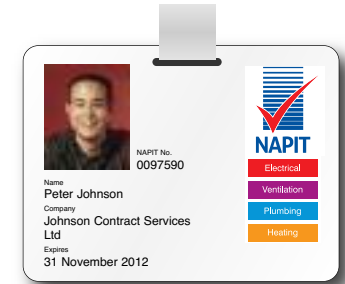 NAPIT No.
0097590
Name
Peter Johnson
Company
Johnson Contract Services
Ltd
Expires
31 November 2012
NAPIT
Electrical
Ventilation
Plumbing
Heating